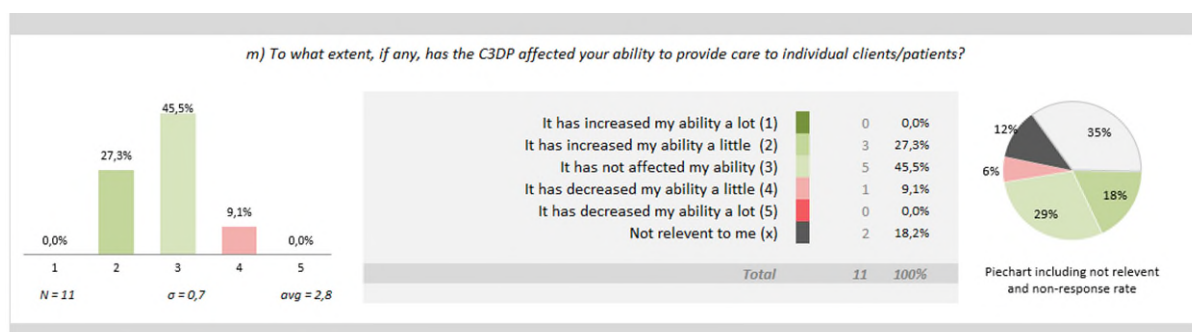 m) To what extent, if any, has the C3DP affected your ability to provide care to individual clients/patients?
0,0%
27,3%
45,5%
9,1%
0,0%
1 2 3 4 5
N = 11 σ = 0,7 avg = 2,8
It has increased my ability a lot (1) 0 0,0%
It has increased my ability a little (2) 3 27,3%
It has not affected my ability (3) 5 45,5%
It has decreased my ability a little (4) 1 9,1%
It has decreased my ability a lot (5) 0 0,0%
Not relevent to me (x) 2 18,2%
Total 11 100%
12%
35%
6%
18%
29%
Piechart including not relevent
and non-response rate